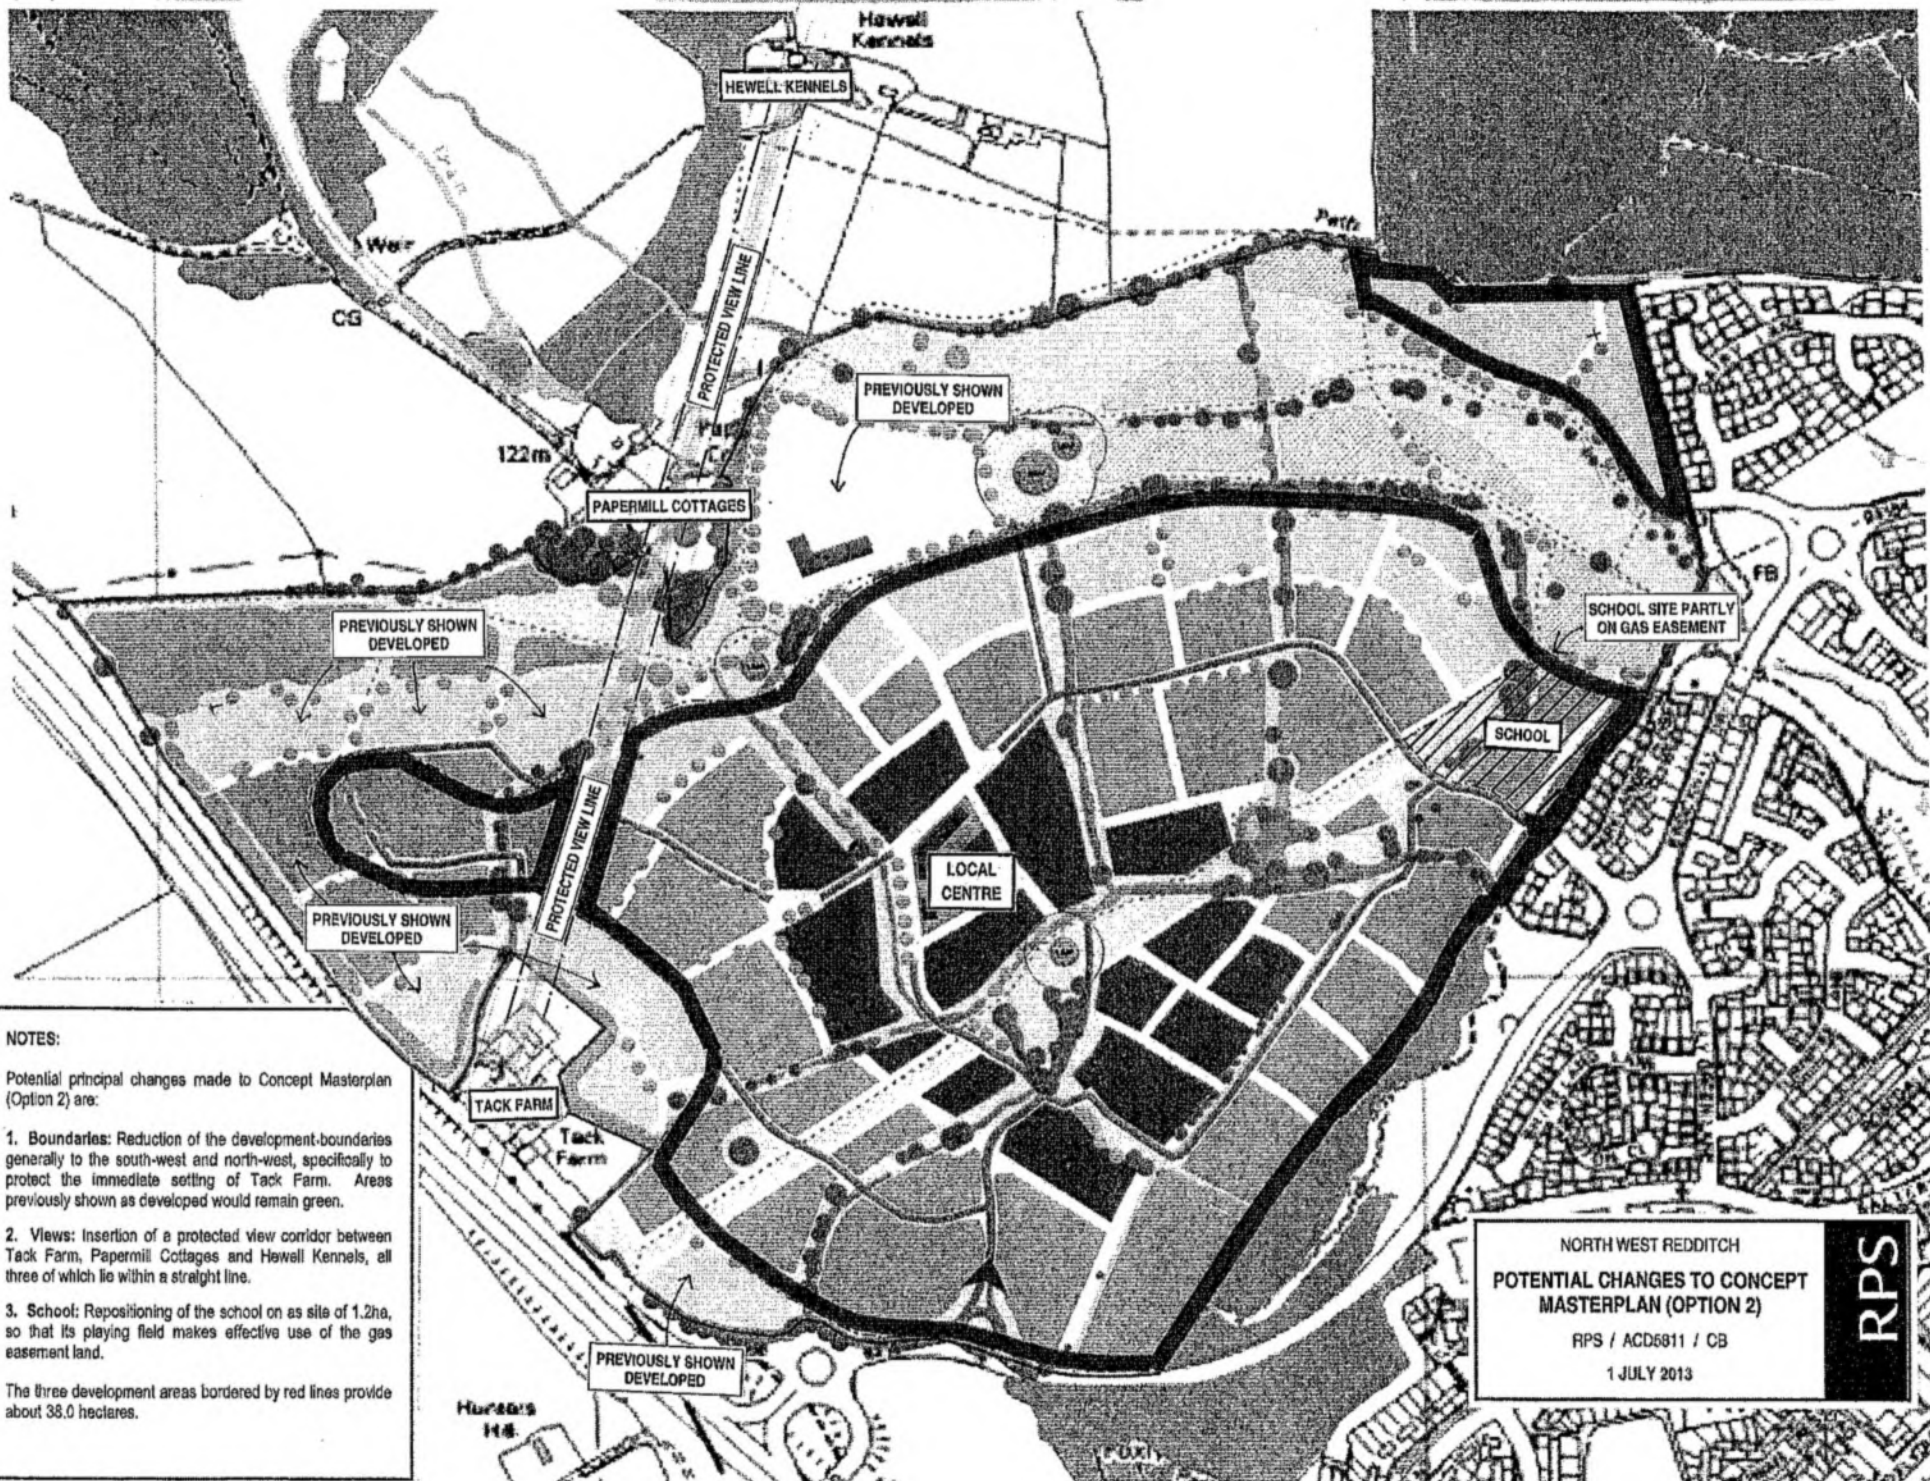 Hewell
Kennels
HEWELL KENNELS
Path
Weir
CG
PROTECTED VIEW LINE
PREVIOUSLY SHOWN
DEVELOPED
122m
PAPERMILL COTTAGES
FB
SCHOOL SITE PARTLY
ON GAS EASEMENT
PREVIOUSLY SHOWN
DEVELOPED
SCHOOL
PROTECTED VIEW LINE
LOCAL
CENTRE
PREVIOUSLY SHOWN
DEVELOPED
TACK FARM
Tack
Farm
PREVIOUSLY SHOWN
DEVELOPED
NOTES:
Potential principal changes made to Concept Masterplan
(Option 2) are:
1. Boundaries: Reduction of the development-boundaries
generally to the south-west and north-west, specifically to
protect the immediate setting of Tack Farm. Areas
previously shown as developed would remain green.
2. Views: Insertion of a protected view corridor between
Tack Farm, Papermill Cottages and Hewell Kennels, all
three of which lie within a straight line.
3. School: Repositioning of the school on as site of 1.2ha,
so that its playing field makes effective use of the gas
easement land.
The three development areas bordered by red lines provide
about 38.0 hectares.
NORTH WEST REDDITCH
POTENTIAL CHANGES TO CONCEPT
MASTERPLAN (OPTION 2)
RPS / ACD5811 / CB
1 JULY 2013
RPS